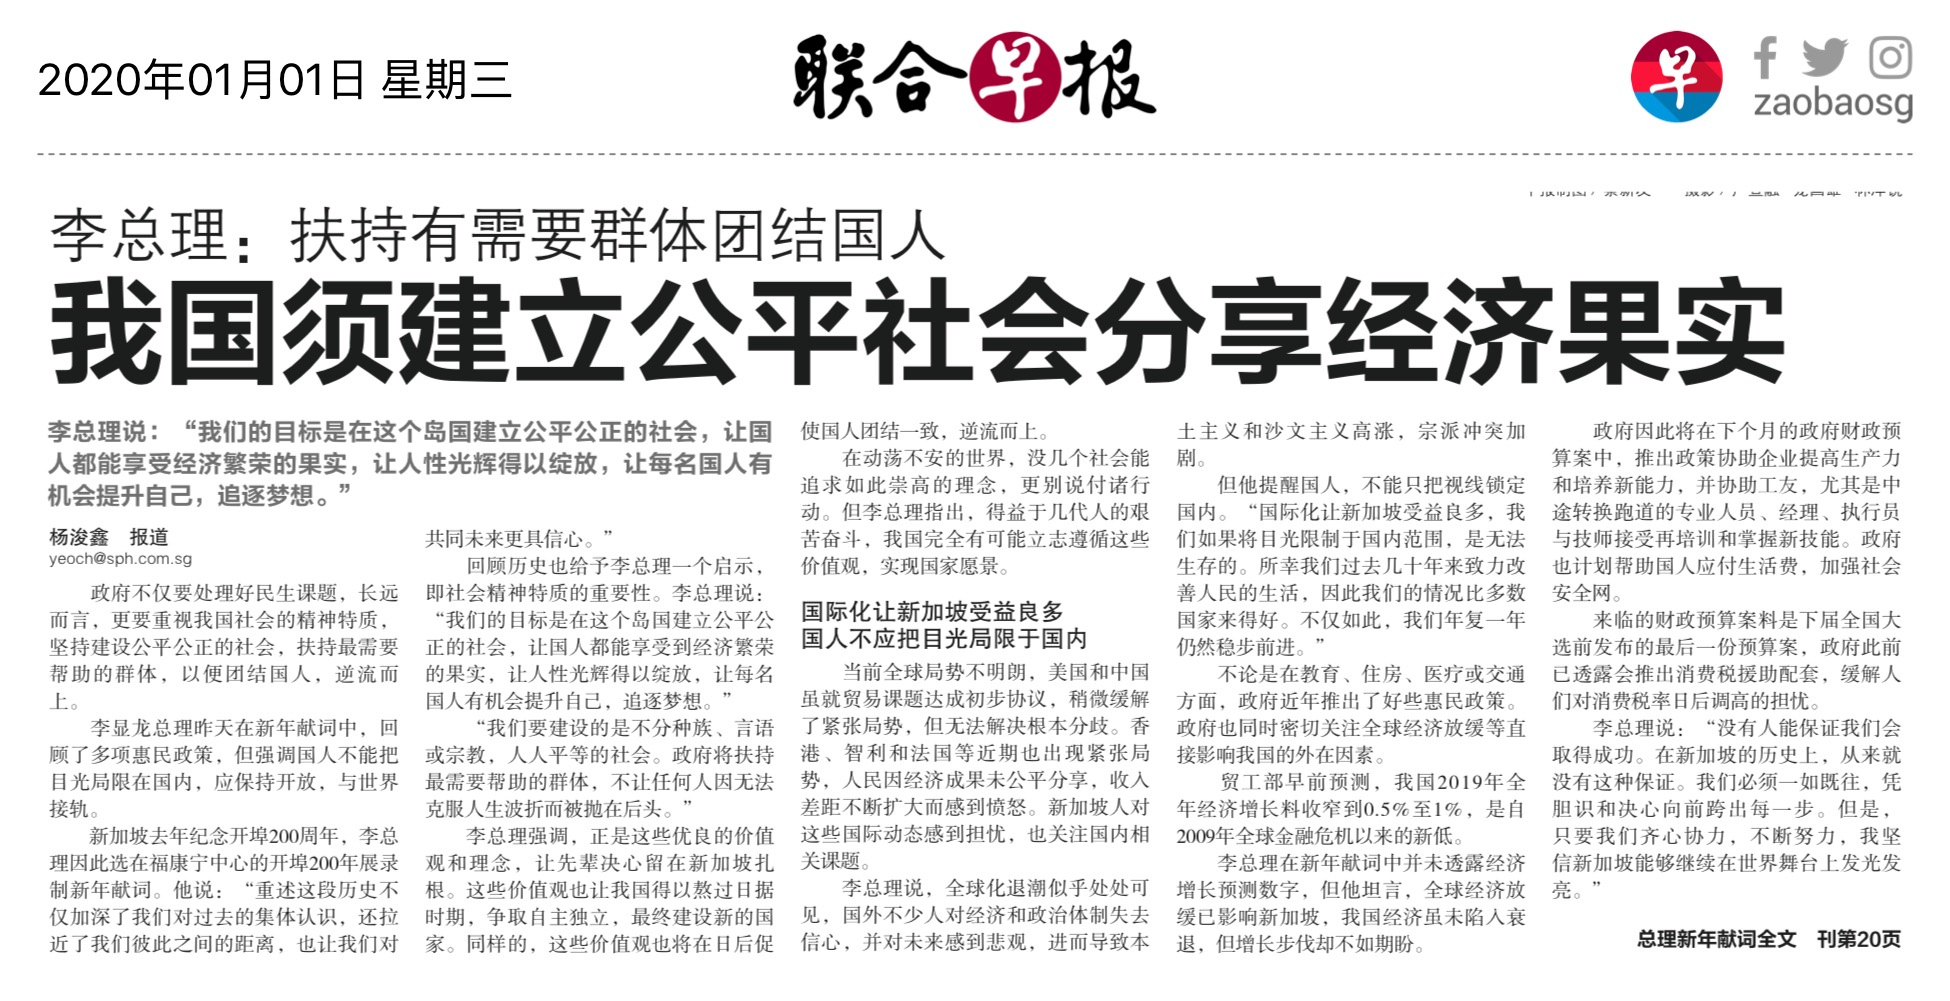 2020年01月01日 星期三
联合早报
早
zaobaosg
李总理：扶持有需要群体团结国人
我国须建立公平社会分享经济果实
李总理说：“我们的目标是在这个岛国建立公平公正的社会，让国
人都能享受经济繁荣的果实，让人性光辉得以绽放，让每名国人有
机会提升自己，追逐梦想。”
杨浚鑫　报道
yeoch@sph.com.sg
政府不仅要处理好民生课题，长远
而言，更要重视我国社会的精神特质，
坚持建设公平公正的社会，扶持最需要
帮助的群体，以便团结国人，逆流而
上。
李显龙总理昨天在新年献词中，回
顾了多项惠民政策，但强调国人不能把
目光局限在国内，应保持开放，与世界
接轨。
新加坡去年纪念开埠200周年，李总
理因此选在福康宁中心的开埠200年展录
制新年献词。他说：“重述这段历史不
仅加深了我们对过去的集体认识，还拉
近了我们彼此之间的距离，也让我们对
共同未来更具信心。”
回顾历史也给予李总理一个启示，
即社会精神特质的重要性。李总理说：
“我们的目标是在这个岛国建立公平公
正的社会，让国人都能享受到经济繁荣
的果实，让人性光辉得以绽放，让每名
国人有机会提升自己，追逐梦想。”
“我们要建设的是不分种族、言语
或宗教，人人平等的社会。政府将扶持
最需要帮助的群体，不让任何人因无法
克服人生波折而被抛在后头。”
李总理强调，正是这些优良的价值
观和理念，让先辈决心留在新加坡扎
根。这些价值观也让我国得以熬过日据
时期，争取自主独立，最终建设新的国
家。同样的，这些价值观也将在日后促
使国人团结一致，逆流而上。
在动荡不安的世界，没几个社会能
追求如此崇高的理念，更别说付诸行
动。但李总理指出，得益于几代人的艰
苦奋斗，我国完全有可能立志遵循这些
价值观，实现国家愿景。
国际化让新加坡受益良多
国人不应把目光局限于国内
当前全球局势不明朗，美国和中国
虽就贸易课题达成初步协议，稍微缓解
了紧张局势，但无法解决根本分歧。香
港、智利和法国等近期也出现紧张局
势，人民因经济成果未公平分享，收入
差距不断扩大而感到愤怒。新加坡人对
这些国际动态感到担忧，也关注国内相
关课题。
李总理说，全球化退潮似乎处处可
见，国外不少人对经济和政治体制失去
信心，并对未来感到悲观，进而导致本
土主义和沙文主义高涨，宗派冲突加
剧。
但他提醒国人，不能只把视线锁定
国内。“国际化让新加坡受益良多，我
们如果将目光限制于国内范围，是无法
生存的。所幸我们过去几十年来致力改
善人民的生活，因此我们的情况比多数
国家来得好。不仅如此，我们年复一年
仍然稳步前进。”
不论是在教育、住房、医疗或交通
方面，政府近年推出了好些惠民政策。
政府也同时密切关注全球经济放缓等直
接影响我国的外在因素。
贸工部早前预测，我国2019年全
年经济增长料收窄到0.5%至1%，是自
2009年全球金融危机以来的新低。
李总理在新年献词中并未透露经济
增长预测数字，但他坦言，全球经济放
缓已影响新加坡，我国经济虽未陷入衰
退，但增长步伐却不如期盼。
政府因此将在下个月的政府财政预
算案中，推出政策协助企业提高生产力
和培养新能力，并协助工友，尤其是中
途转换跑道的专业人员、经理、执行员
与技师接受再培训和掌握新技能。政府
也计划帮助国人应付生活费，加强社会
安全网。
来临的财政预算案料是下届全国大
选前发布的最后一份预算案，政府此前
已透露会推出消费税援助配套，缓解人
们对消费税率日后调高的担忧。
李总理说：“没有人能保证我们会
取得成功。在新加坡的历史上，从来就
没有这种保证。我们必须一如既往，凭
胆识和决心向前跨出每一步。但是，
只要我们齐心协力，不断努力，我坚
信新加坡能够继续在世界舞台上发光发
亮。”
总理新年献词全文　刊第20页